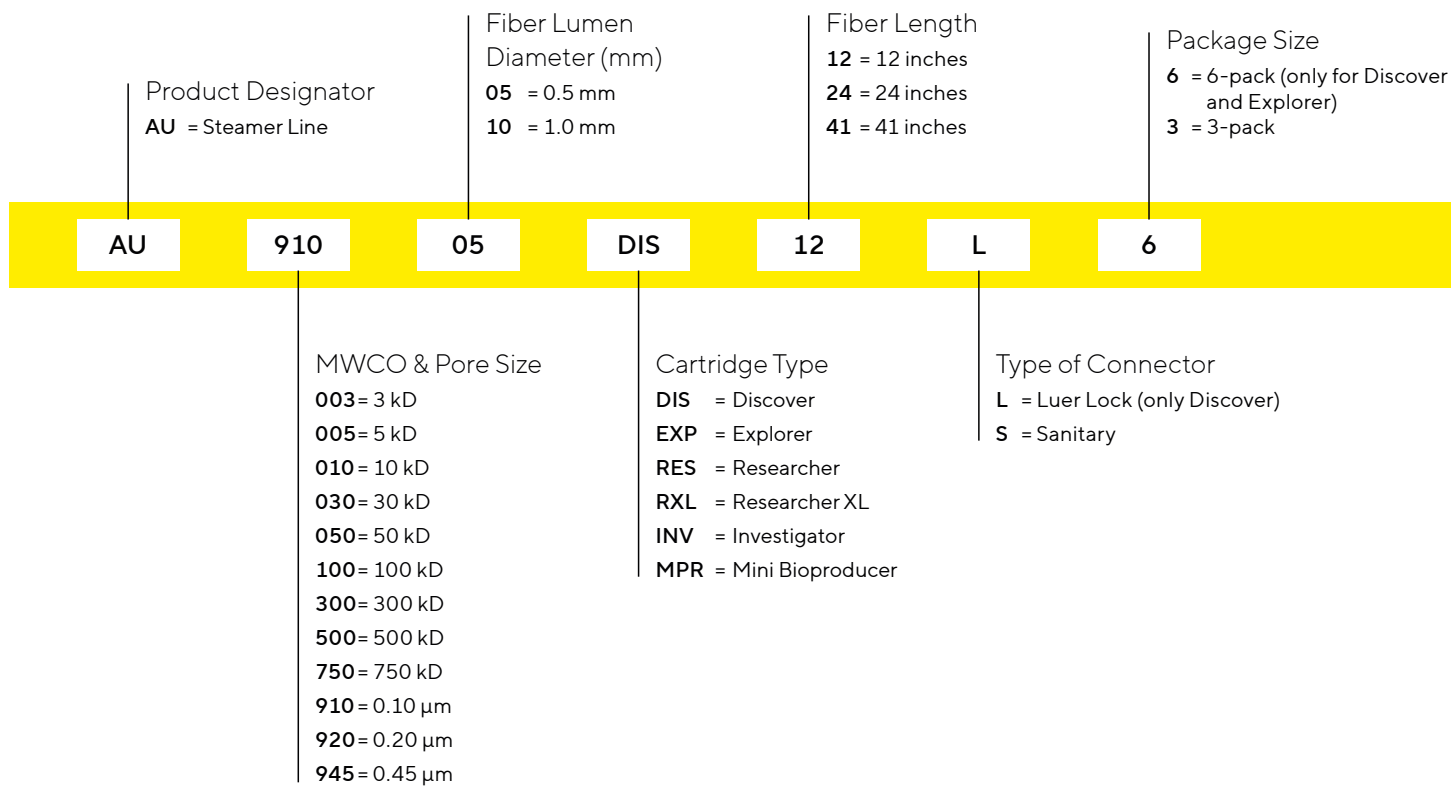 Product Designator
AU = Steamer Line
Fiber Lumen
Diameter (mm)
05 = 0.5 mm
10 = 1.0 mm
Fiber Length
12 = 12 inches
24 = 24 inches
41 = 41 inches
Package Size
6 = 6-pack (only for Discover
and Explorer)
3 = 3-pack
AU 910 05 DIS 12 L 6
MWCO & Pore Size
003 = 3 kD
005 = 5 kD
010 = 10 kD
030 = 30 kD
050 = 50 kD
100 = 100 kD
300 = 300 kD
500 = 500 kD
750 = 750 kD
910 = 0.10 µm
920 = 0.20 µm
945 = 0.45 µm
Cartridge Type
DIS = Discover
EXP = Explorer
RES = Researcher
RXL = Researcher XL
INV = Investigator
MPR = Mini Bioproducer
Type of Connector
L = Luer Lock (only Discover)
S = Sanitary